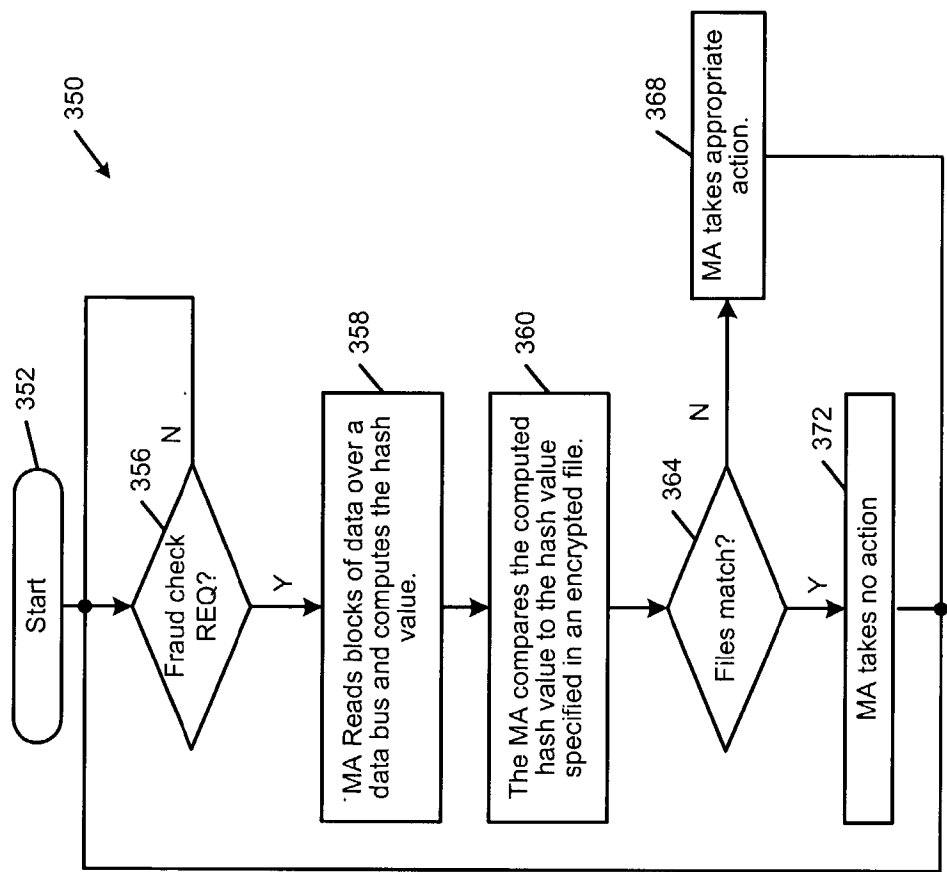 350
Start
352
Fraud check
REQ?
356
N
Y
MA Reads blocks of data over a
data bus and computes the hash
value.
358
The MA compares the computed
hash value to the hash value
specified in an encrypted file.
360
Files match?
364
N
MA takes appropriate
action.
368
Y
MA takes no action
372